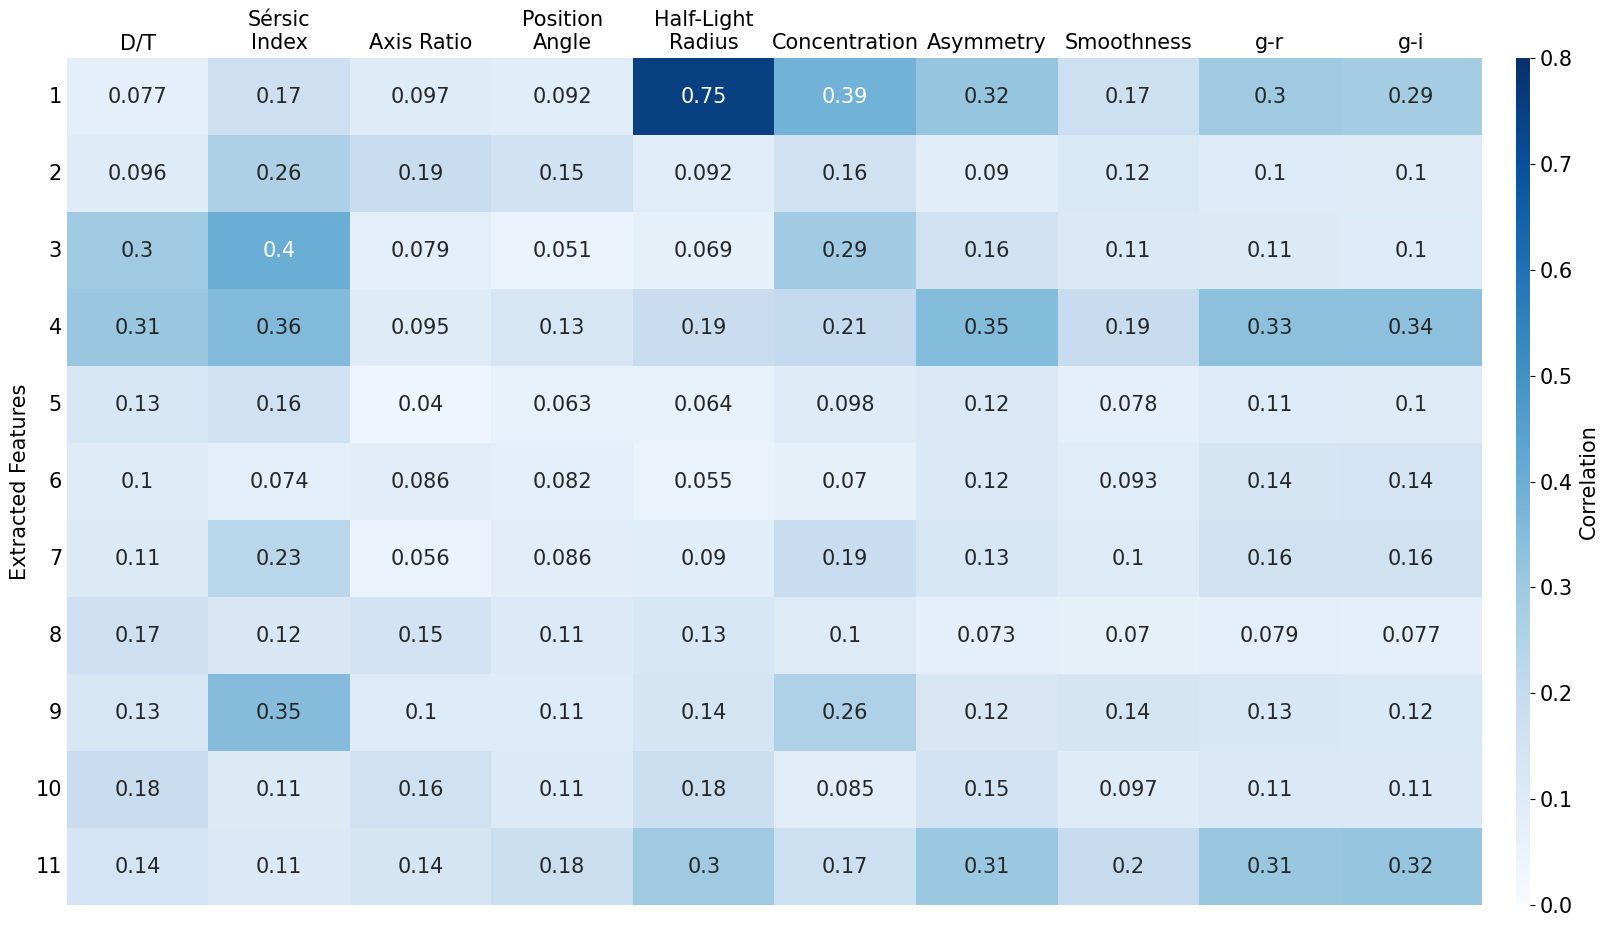 D/T Sérsic Index Axis Ratio Position Angle Half-Light Radius Concentration Asymmetry Smoothness g-r g-i
1 0.077 0.17 0.097 0.092 0.75 0.39 0.32 0.17 0.3 0.29
2 0.096 0.26 0.19 0.15 0.092 0.16 0.09 0.12 0.1 0.1
3 0.3 0.4 0.079 0.051 0.069 0.29 0.16 0.11 0.11 0.1
4 0.31 0.36 0.095 0.13 0.19 0.21 0.35 0.19 0.33 0.34
5 0.13 0.16 0.04 0.063 0.064 0.098 0.12 0.078 0.11 0.1
6 0.1 0.074 0.086 0.082 0.055 0.07 0.12 0.093 0.14 0.14
7 0.11 0.23 0.056 0.086 0.09 0.19 0.13 0.1 0.16 0.16
8 0.17 0.12 0.15 0.11 0.13 0.1 0.073 0.07 0.079 0.077
9 0.13 0.35 0.1 0.11 0.14 0.26 0.12 0.14 0.13 0.12
10 0.18 0.11 0.16 0.11 0.18 0.085 0.15 0.097 0.11 0.11
11 0.14 0.11 0.14 0.18 0.3 0.17 0.31 0.2 0.31 0.32
Extracted Features
0.8
0.7
0.6
0.5
0.4
0.3
0.2
0.1
0.0
Correlation